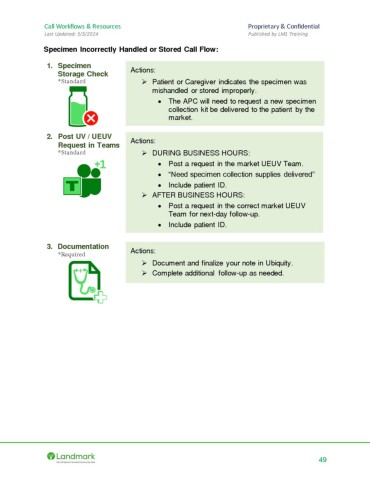 Call Workflows & Resources
Proprietary & Confidential
Last Updated: 5/3/2024
Published by LM1 Training
Specimen Incorrectly Handled or Stored Call Flow:
1. Specimen
Storage Check
*Standard
Actions:
➢ Patient or Caregiver indicates the specimen was
mishandled or stored improperly.
• The APC will need to request a new specimen
collection kit be delivered to the patient by the
market.
2. Post UV / UEUV
Request in Teams
*Standard
+1
T
Actions:
➢ DURING BUSINESS HOURS:
• Post a request in the market UEUV Team.
• “Need specimen collection supplies delivered”
• Include patient ID.
➢ AFTER BUSINESS HOURS:
• Post a request in the correct market UEUV
Team for next-day follow-up.
• Include patient ID.
3. Documentation
*Required
Actions:
➢ Document and finalize your note in Ubiquity.
➢ Complete additional follow-up as needed.
Landmark
49